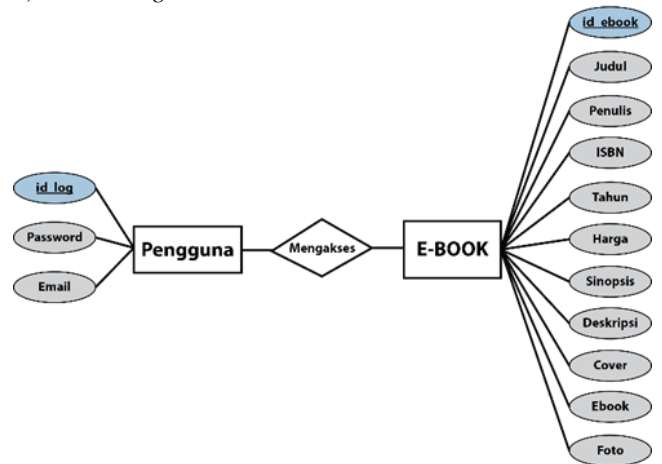 id_ebook
Judul
Penulis
ISBN
Tahun
Harga
Sinopsis
Deskripsi
Cover
Ebook
Foto
id_log
Password
Email
Pengguna
Mengakses
E-BOOK